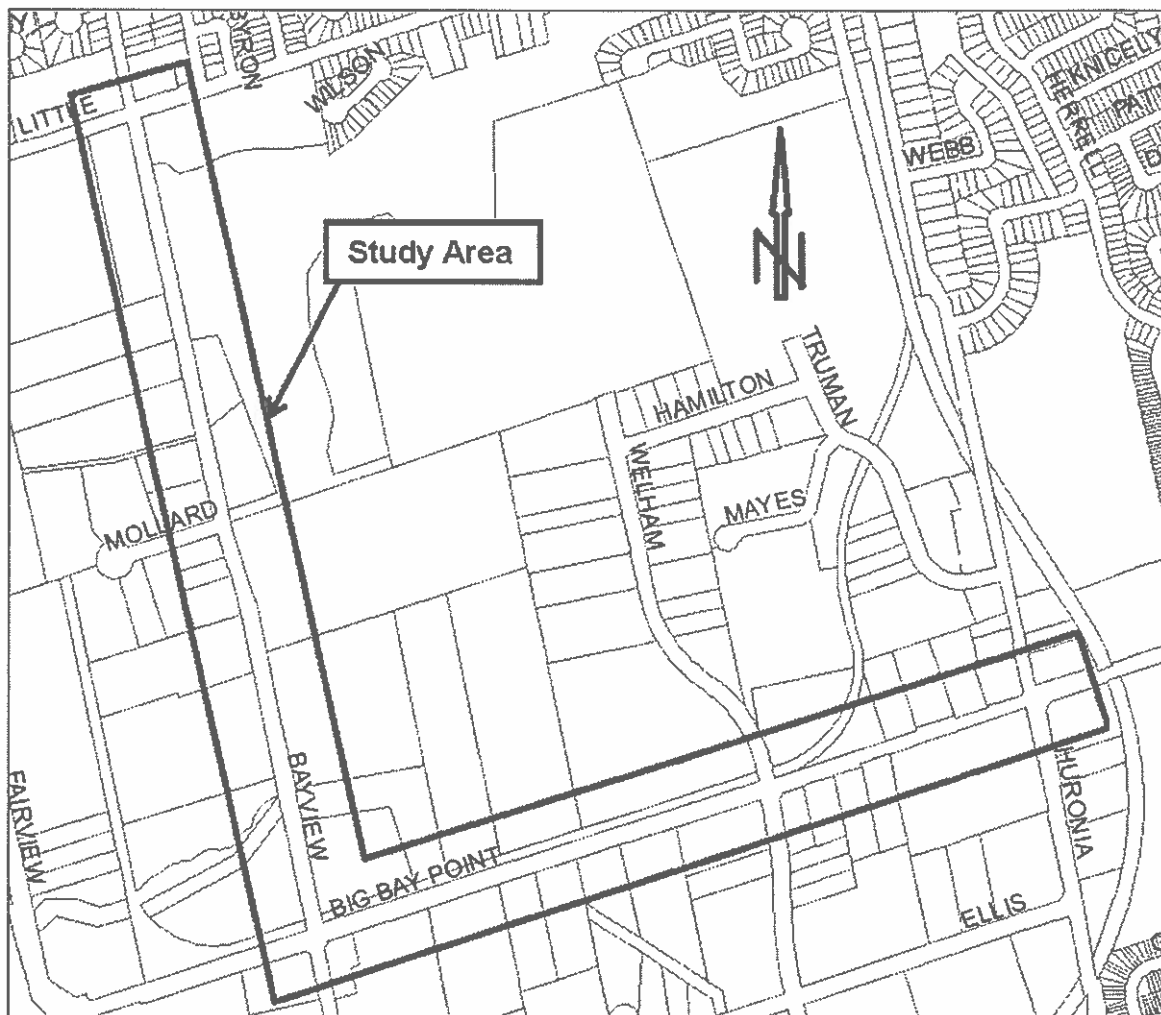 BYRON
WILSON
LITTLE
KNICELY
HERRELL
PAT
WEBB
D
Study Area
N
TRUMAN
HAMILTON
WELHAM
MAYES
MOLLARD
BAYVIEW
FAIRVIEW
HURONIA
BIG BAY POINT
ELLIS